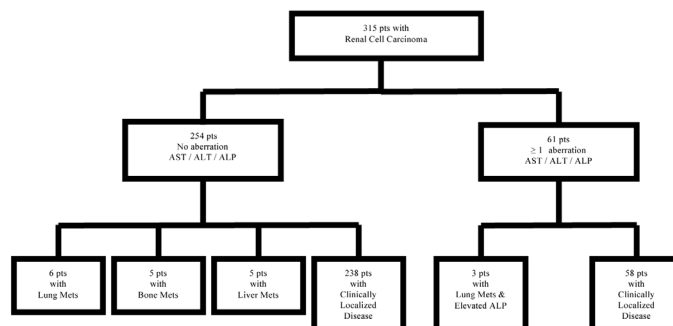 315 pts with
Renal Cell Carcinoma
254 pts
No aberration
AST / ALT / ALP
61 pts
≥ 1 aberration
AST / ALT / ALP
6 pts
with
Lung Mets
5 pts
with
Bone Mets
5 pts
with
Liver Mets
238 pts
with
Clinically
Localized
Disease
3 pts
with
Lung Mets &
Elevated ALP
58 pts
with
Clinically
Localized
Disease